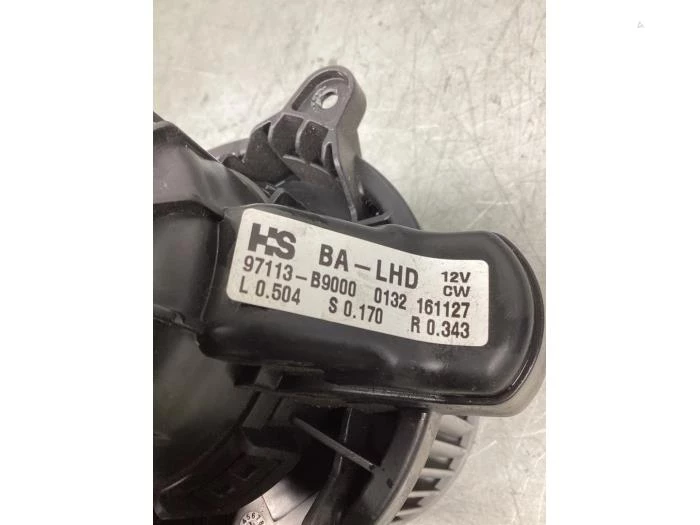 HS BA-LHD 12V
97113-B9000 0132 161127 CW
L 0.504 S 0.170 R 0.343